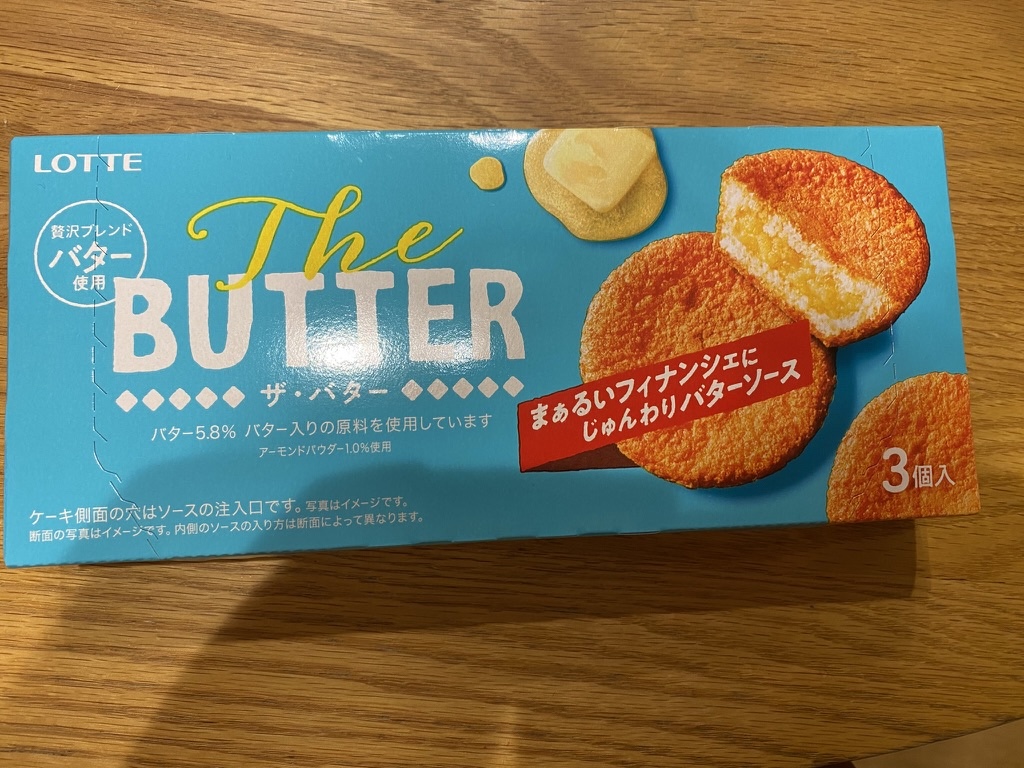 LOTTE
贅沢ブレンド
バター
使用
The
BUTTER
ザ・バター
バター5.8% バター入りの原料を使用しています
アーモンドパウダー1.0%使用
まぁるいフィナンシェに
じゅんわりバターソース
3個入
ケーキ側面の穴はソースの注入口です。写真はイメージです。
断面の写真はイメージです。内側のソースの入り方は断面によって異なります。